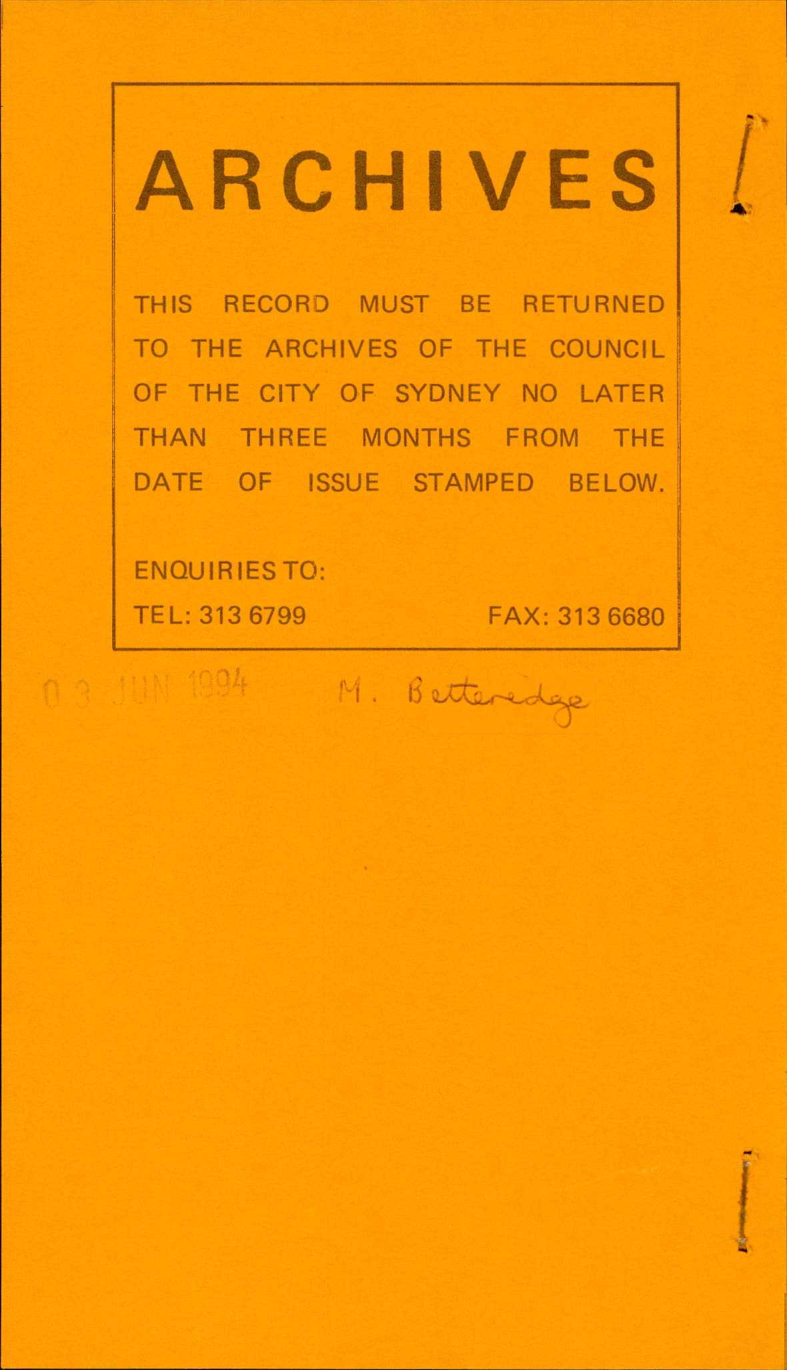 ARCHIVES
THIS RECORD MUST BE RETURNED
TO THE ARCHIVES OF THE COUNCIL
OF THE CITY OF SYDNEY NO LATER
THAN THREE MONTHS FROM THE
DATE OF ISSUE STAMPED BELOW.
ENQUIRIES TO:
TEL: 313 6799 FAX: 313 6680
03 JUN 1994 M. Betteredge